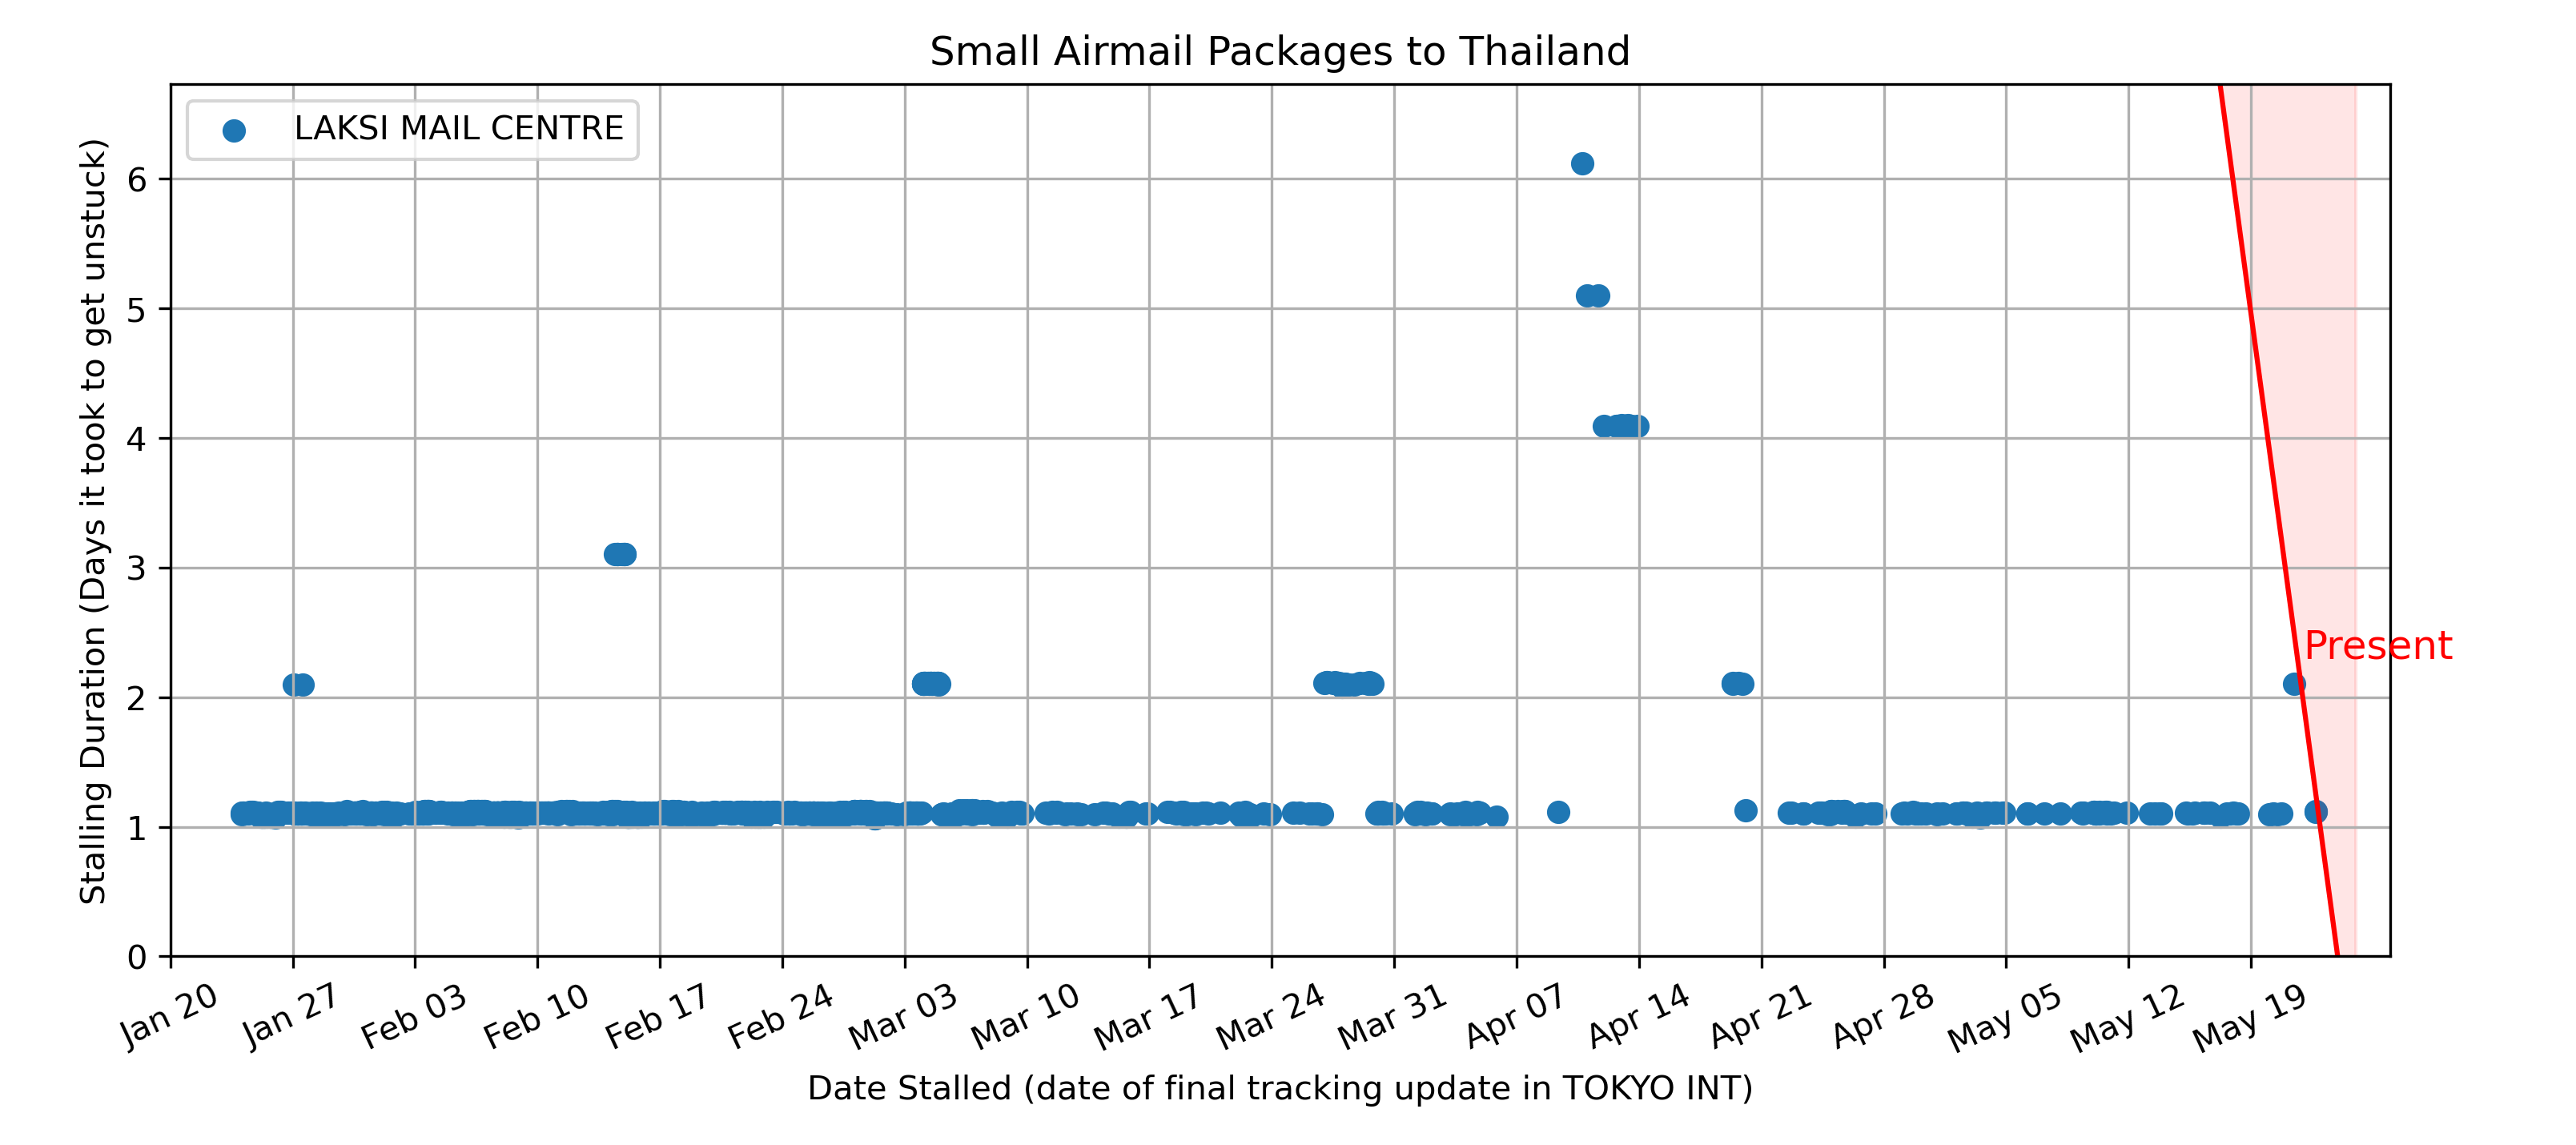 Small Airmail Packages to Thailand
LAKSI MAIL CENTRE
Stalling Duration (Days it took to get unstuck)
6
5
4
3
2
1
0
Present
Jan 20
Jan 27
Feb 03
Feb 10
Feb 17
Feb 24
Mar 03
Mar 10
Mar 17
Mar 24
Mar 31
Apr 07
Apr 14
Apr 21
Apr 28
May 05
May 12
May 19
Date Stalled (date of final tracking update in TOKYO INT)